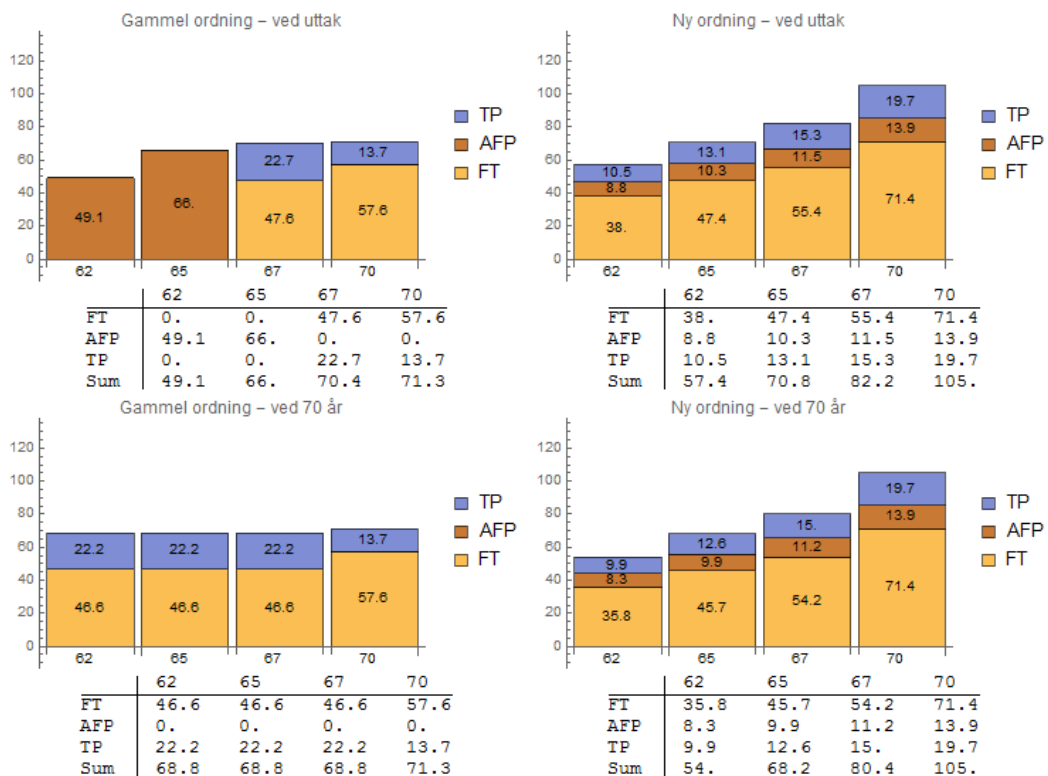 Gammel ordning – ved uttak
120
100
80
60
40
20
0
49.1
66.
22.7
47.6
13.7
57.6
62 65 67 70
TP
AFP
FT
62 65 67 70
FT 0. 0. 47.6 57.6
AFP 49.1 66. 0. 0.
TP 0. 0. 22.7 13.7
Sum 49.1 66. 70.4 71.3
Ny ordning – ved uttak
120
100
80
60
40
20
0
10.5
8.8
38.
13.1
10.3
47.4
15.3
11.5
55.4
19.7
13.9
71.4
62 65 67 70
TP
AFP
FT
62 65 67 70
FT 38. 47.4 55.4 71.4
AFP 8.8 10.3 11.5 13.9
TP 10.5 13.1 15.3 19.7
Sum 57.4 70.8 82.2 105.
Gammel ordning – ved 70 år
120
100
80
60
40
20
0
22.2
46.6
22.2
46.6
22.2
46.6
13.7
57.6
62 65 67 70
TP
AFP
FT
62 65 67 70
FT 46.6 46.6 46.6 57.6
AFP 0. 0. 0. 0.
TP 22.2 22.2 22.2 13.7
Sum 68.8 68.8 68.8 71.3
Ny ordning – ved 70 år
120
100
80
60
40
20
0
9.9
8.3
35.8
12.6
9.9
45.7
15.
11.2
54.2
19.7
13.9
71.4
62 65 67 70
TP
AFP
FT
62 65 67 70
FT 35.8 45.7 54.2 71.4
AFP 8.3 9.9 11.2 13.9
TP 9.9 12.6 15. 19.7
Sum 54. 68.2 80.4 105.